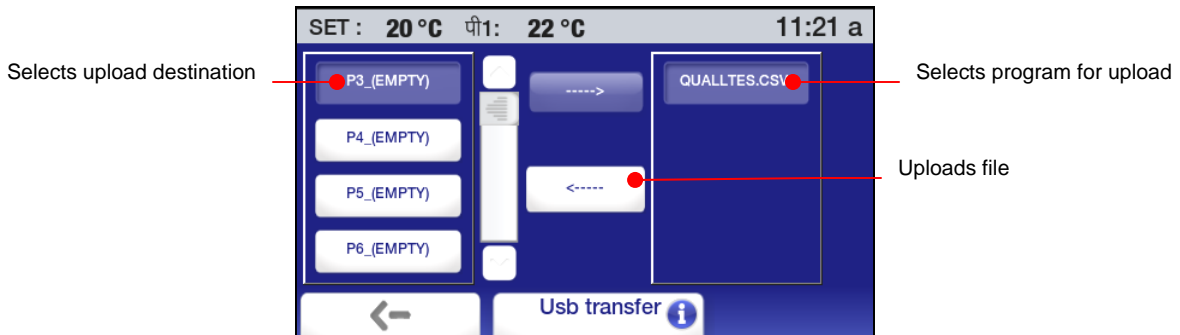 SET : 20 °C पी1: 22 °C 11:21 a
Selects upload destination
P3_(EMPTY)
----->
QUALLTES.CSV
Selects program for upload
P4_(EMPTY)
Uploads file
P5_(EMPTY)
<-----
P6_(EMPTY)
Usb transfer